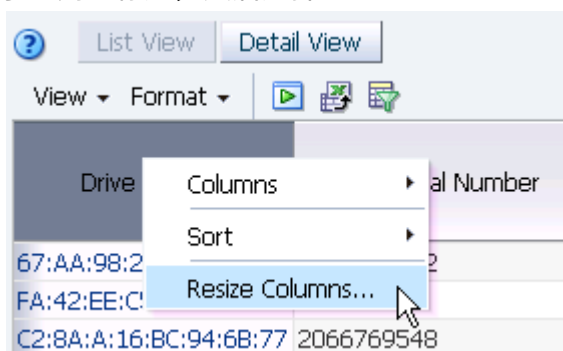 List View Detail View
View Format
Drive al Number
Columns
Sort
67:AA:98:2 2
Resize Columns...
FA:42:EE:C
C2:8A:A:16:BC:94:6B:77 2066769548